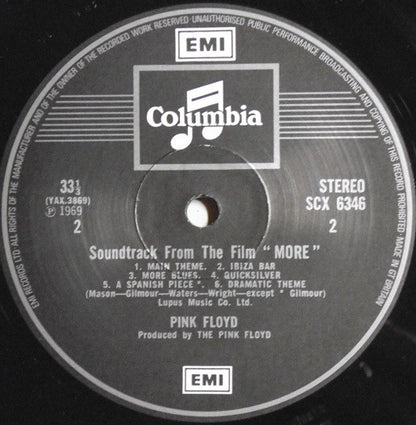 EMI RECORDS LTD ALL RIGHTS OF THE MANUFACTURER AND OF THE OWNER OF THE RECORDED WORK RESERVED UNAUTHORISED PUBLIC PERFORMANCE BROADCASTING AND COPYING OF THIS RECORD PROHIBITED · MADE IN GT BRITAIN
EMI
Columbia
33⅓
(YAX.3869)
℗ 1969
2
STEREO
SCX 6346
2
Soundtrack From The Film "MORE"
1. MAIN THEME. 2. IBIZA BAR
3. MORE BLUES. 4. QUICKSILVER
5. A SPANISH PIECE*. 6. DRAMATIC THEME
(Mason—Gilmour—Waters—Wright—except * Gilmour)
Lupus Music Co. Ltd.
PINK FLOYD
Produced by THE PINK FLOYD
EMI